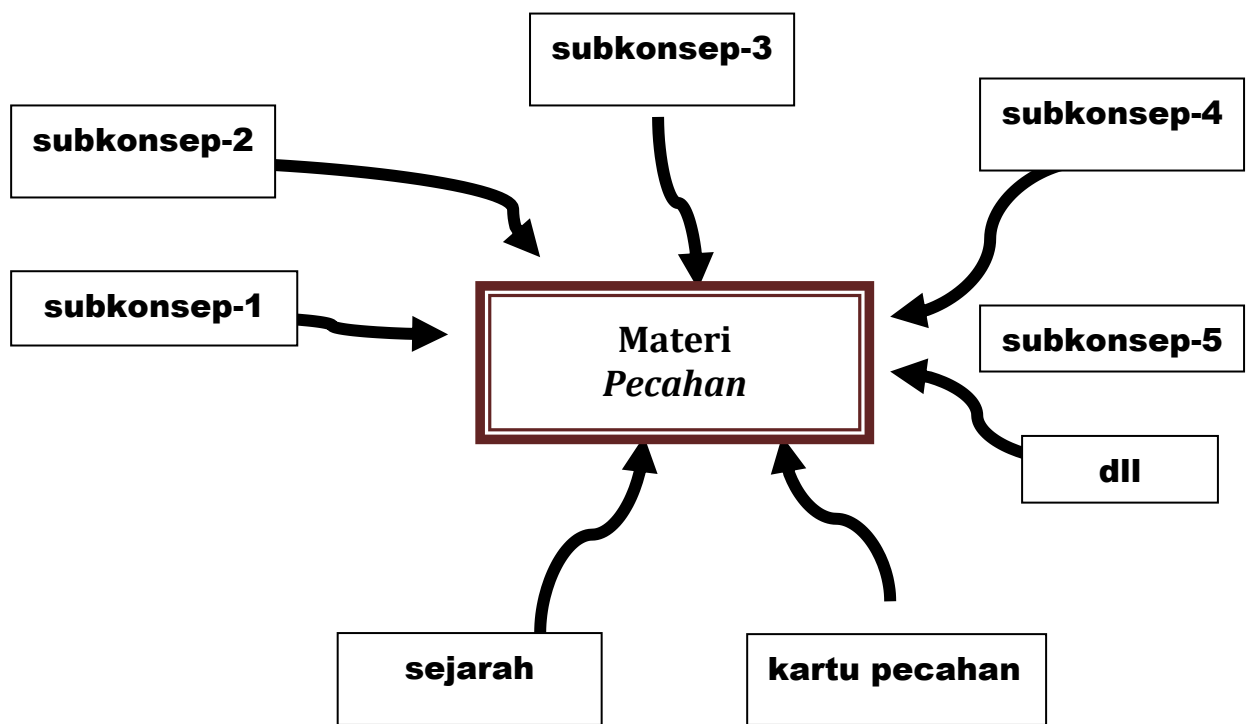 subkonsep-3
subkonsep-4
subkonsep-2
subkonsep-1
Materi
Pecahan
subkonsep-5
dll
sejarah
kartu pecahan